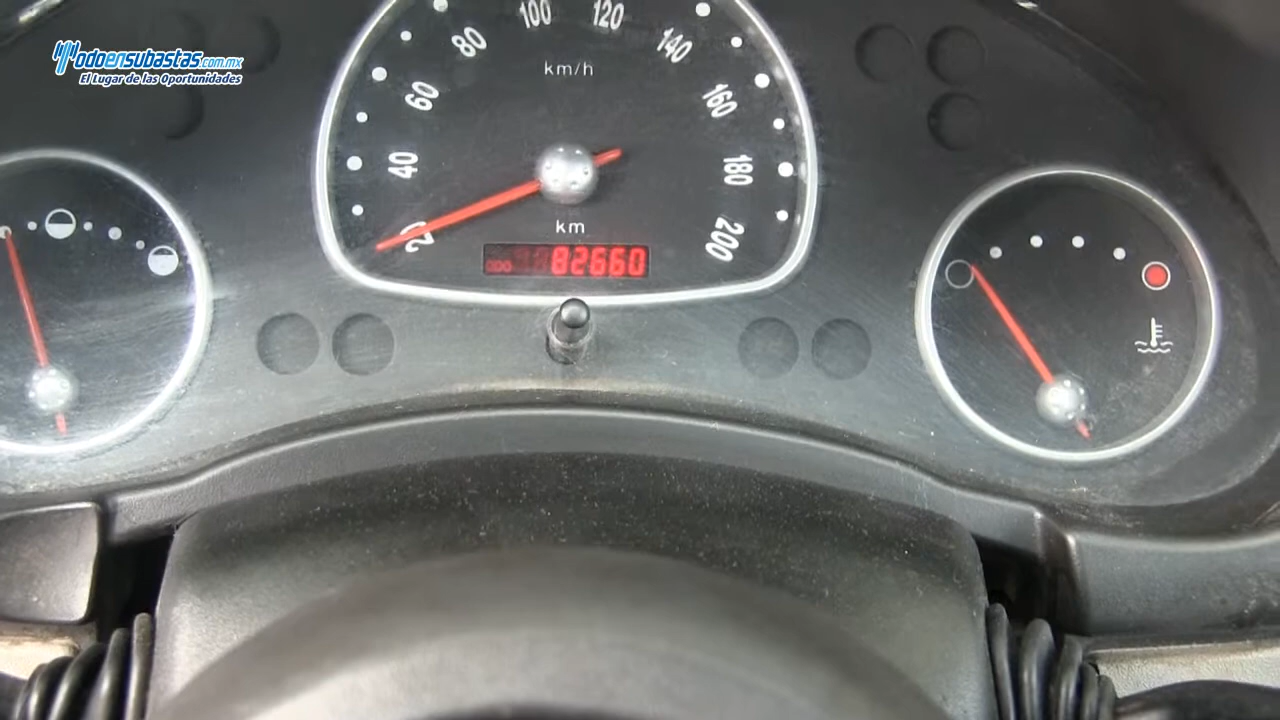 TodoenSubastas.com.mx
El Lugar de las Oportunidades
20
40
60
80
100
120
140
160
180
200
km/h
km
ODO 82660